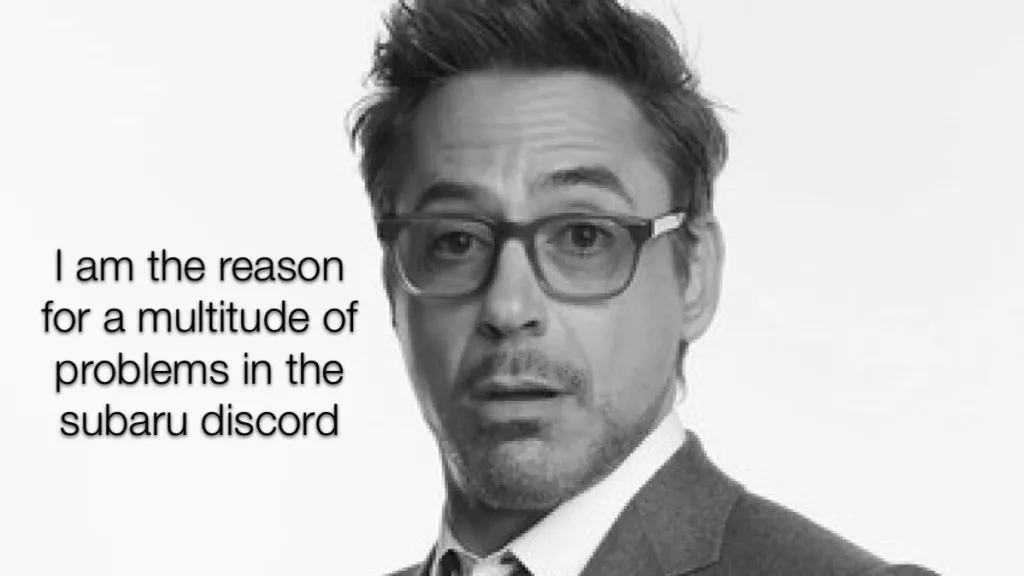 I am the reason
for a multitude of
problems in the
subaru discord